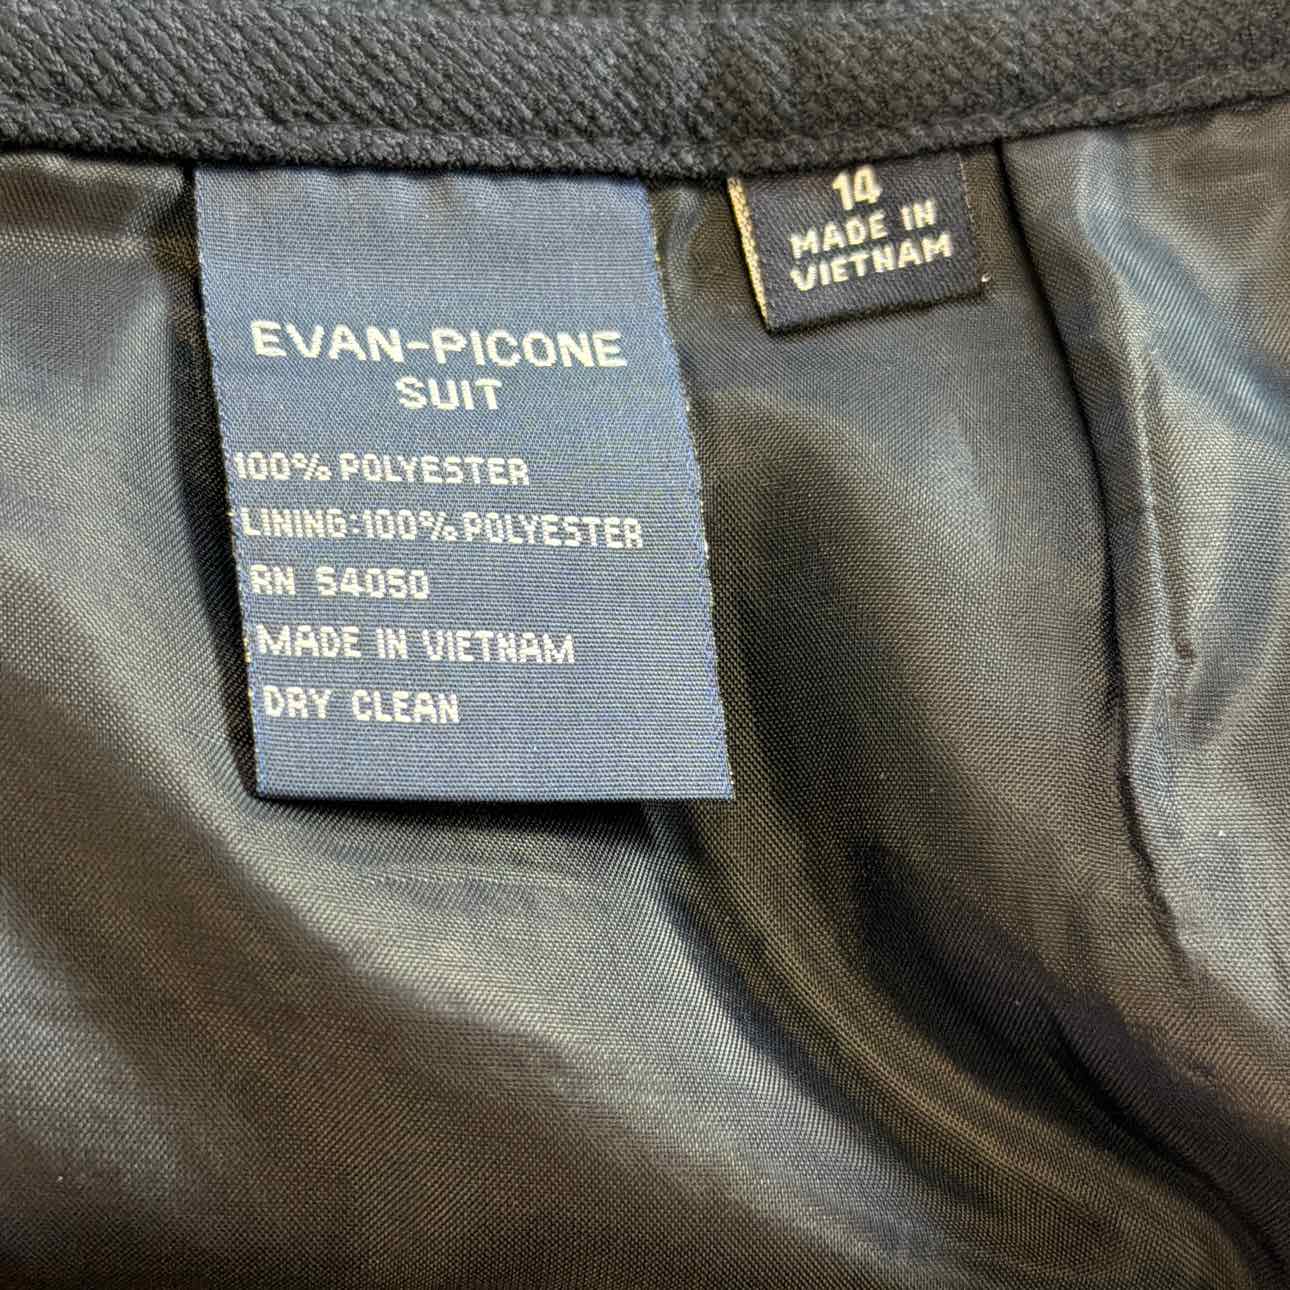 EVAN-PICONE
SUIT
100% POLYESTER
LINING:100% POLYESTER
RN 54050
MADE IN VIETNAM
DRY CLEAN
14
MADE IN
VIETNAM